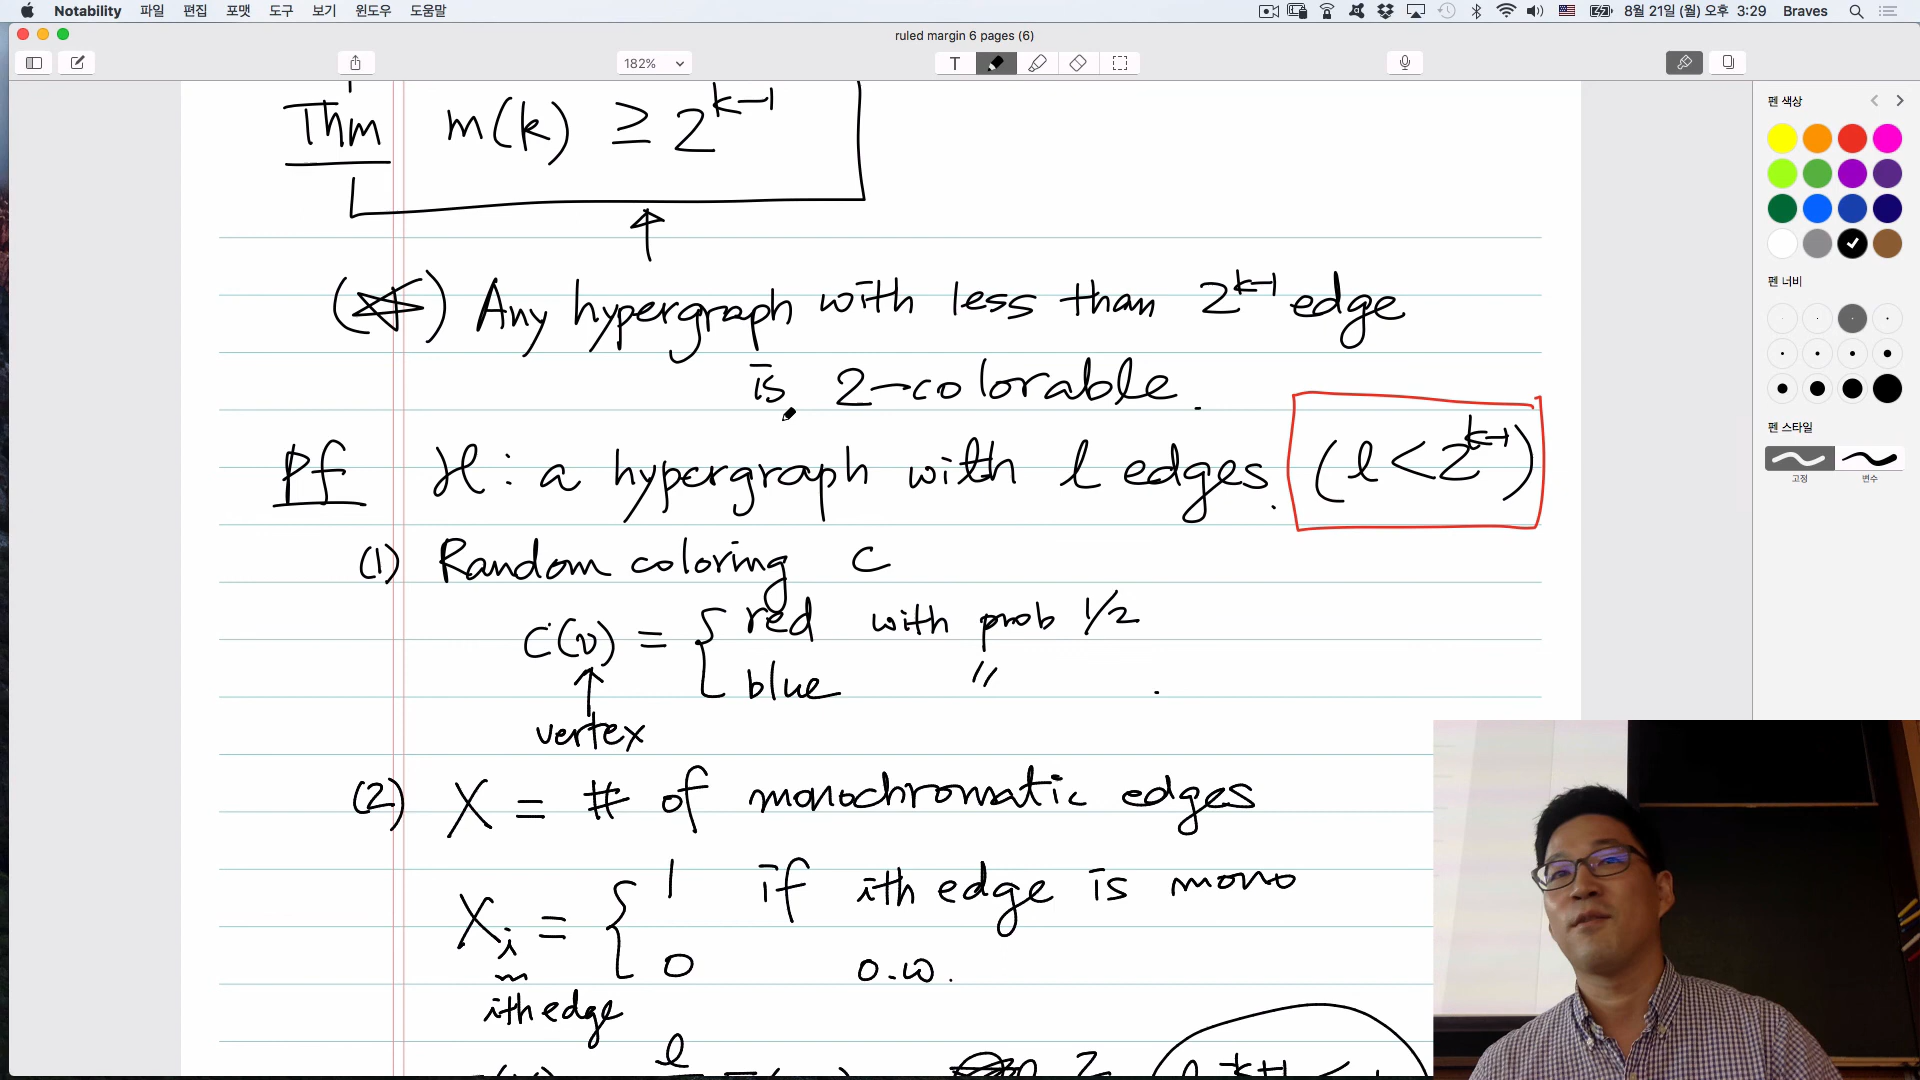 Notability 파일 편집 포맷 도구 보기 윈도우 도움말 8월 21일 (월) 오후 3:29 Braves
ruled margin 6 pages (6)
182% T
Thm m(k) ≥ 2^{k-1}
(☆) Any hypergraph with less than 2^{k-1} edge
is 2-colorable.
Pf H : a hypergraph with l edges. (l < 2^{k-1})
(1) Random coloring C
C(v) = { red with prob 1/2
blue 〃 .
vertex
(2) X = # of monochromatic edges
X_i = { 1 if ith edge is mono
0 o.w.
ith edge
펜 색상
펜 너비
펜 스타일
고정 변수